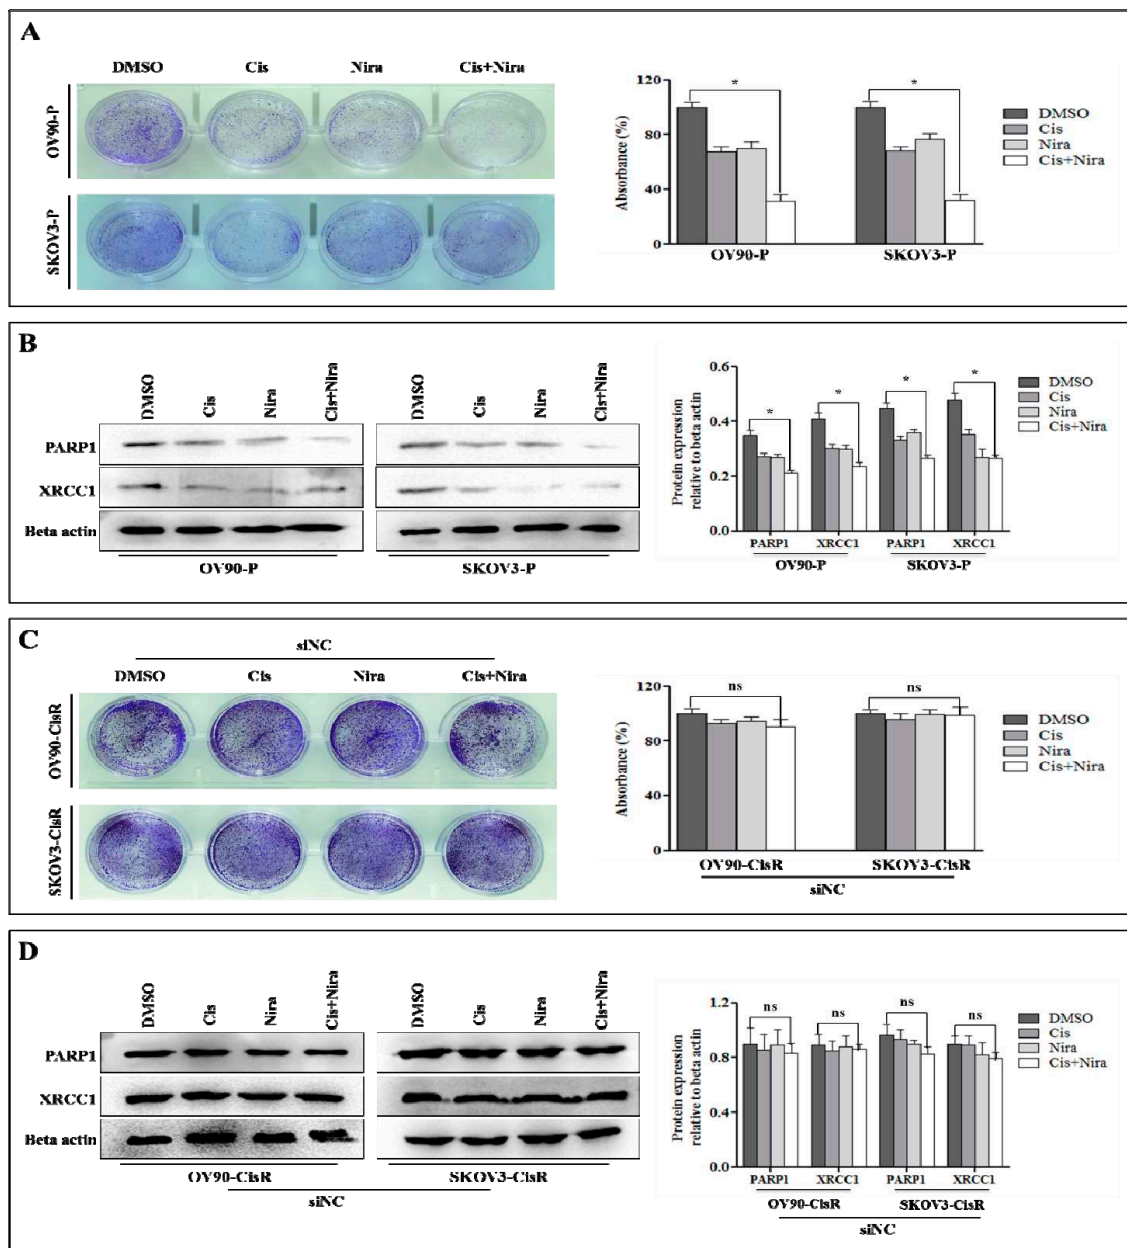 A
DMSO Cis Nira Cis+Nira
OV90-P
SKOV3-P
Absorbance (%)
120
80
40
0
* *
OV90-P SKOV3-P
DMSO
Cis
Nira
Cis+Nira
B
DMSO Cis Nira Cis+Nira DMSO Cis Nira Cis+Nira
PARP1
XRCC1
Beta actin
OV90-P SKOV3-P
Protein expression
relative to beta actin
0.6
0.4
0.2
0.0
* * * *
PARP1 XRCC1 PARP1 XRCC1
OV90-P SKOV3-P
DMSO
Cis
Nira
Cis+Nira
C
siNC
DMSO Cis Nira Cis+Nira
OV90-CisR
SKOV3-CisR
Absorbance (%)
120
80
40
0
ns ns
OV90-CisR SKOV3-CisR
siNC
DMSO
Cis
Nira
Cis+Nira
D
DMSO Cis Nira Cis+Nira DMSO Cis Nira Cis+Nira
PARP1
XRCC1
Beta actin
OV90-CisR SKOV3-CisR
siNC
Protein expression
relative to beta actin
1.2
0.8
0.4
0.0
ns ns ns ns
PARP1 XRCC1 PARP1 XRCC1
OV90-CisR SKOV3-CisR
siNC
DMSO
Cis
Nira
Cis+Nira